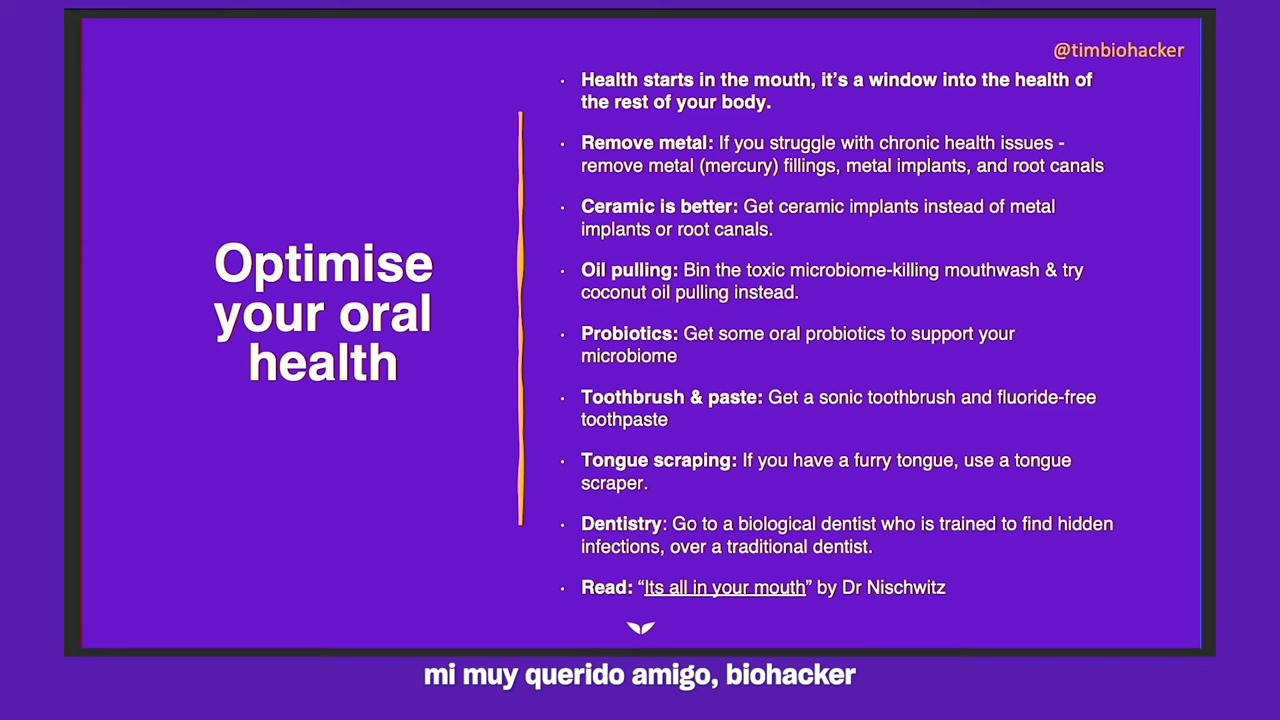 @timbiohacker
Optimise
your oral
health
· Health starts in the mouth, it's a window into the health of
the rest of your body.
· Remove metal: If you struggle with chronic health issues -
remove metal (mercury) fillings, metal implants, and root canals
· Ceramic is better: Get ceramic implants instead of metal
implants or root canals.
· Oil pulling: Bin the toxic microbiome-killing mouthwash & try
coconut oil pulling instead.
· Probiotics: Get some oral probiotics to support your
microbiome
· Toothbrush & paste: Get a sonic toothbrush and fluoride-free
toothpaste
· Tongue scraping: If you have a furry tongue, use a tongue
scraper.
· Dentistry: Go to a biological dentist who is trained to find hidden
infections, over a traditional dentist.
· Read: “Its all in your mouth” by Dr Nischwitz
mi muy querido amigo, biohacker